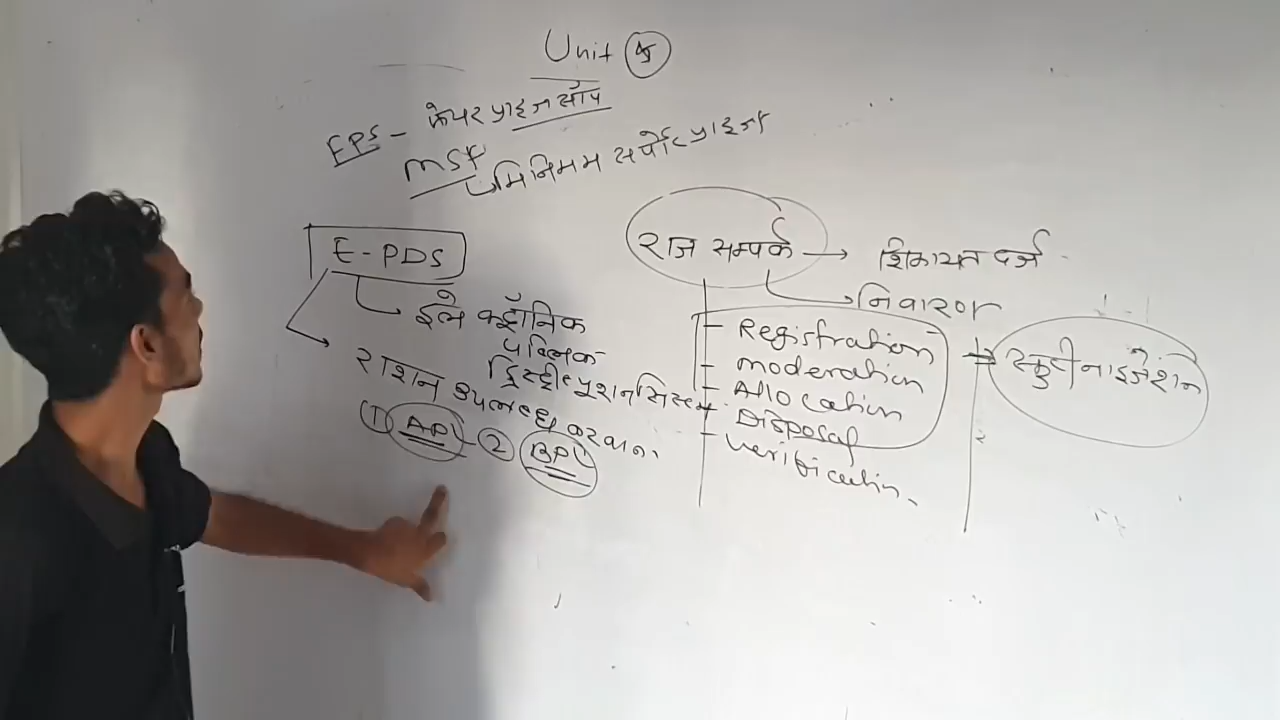 Unit 5
FPS - फेयर प्राइज सॉप
MSP
मिनिमम सर्पोट प्राइज
E-PDS
इलेक्ट्रॉनिक
पब्लिक
डिस्ट्रीब्यूशन सिस्टम
राशन उपलब्ध करवाना
① APL - ② BPL
राज सम्पर्क → शिकायत दर्ज
निवारण
- Registration
- moderation
- Allocation
- Disposal
- verification
स्कुटीनाइजेशन